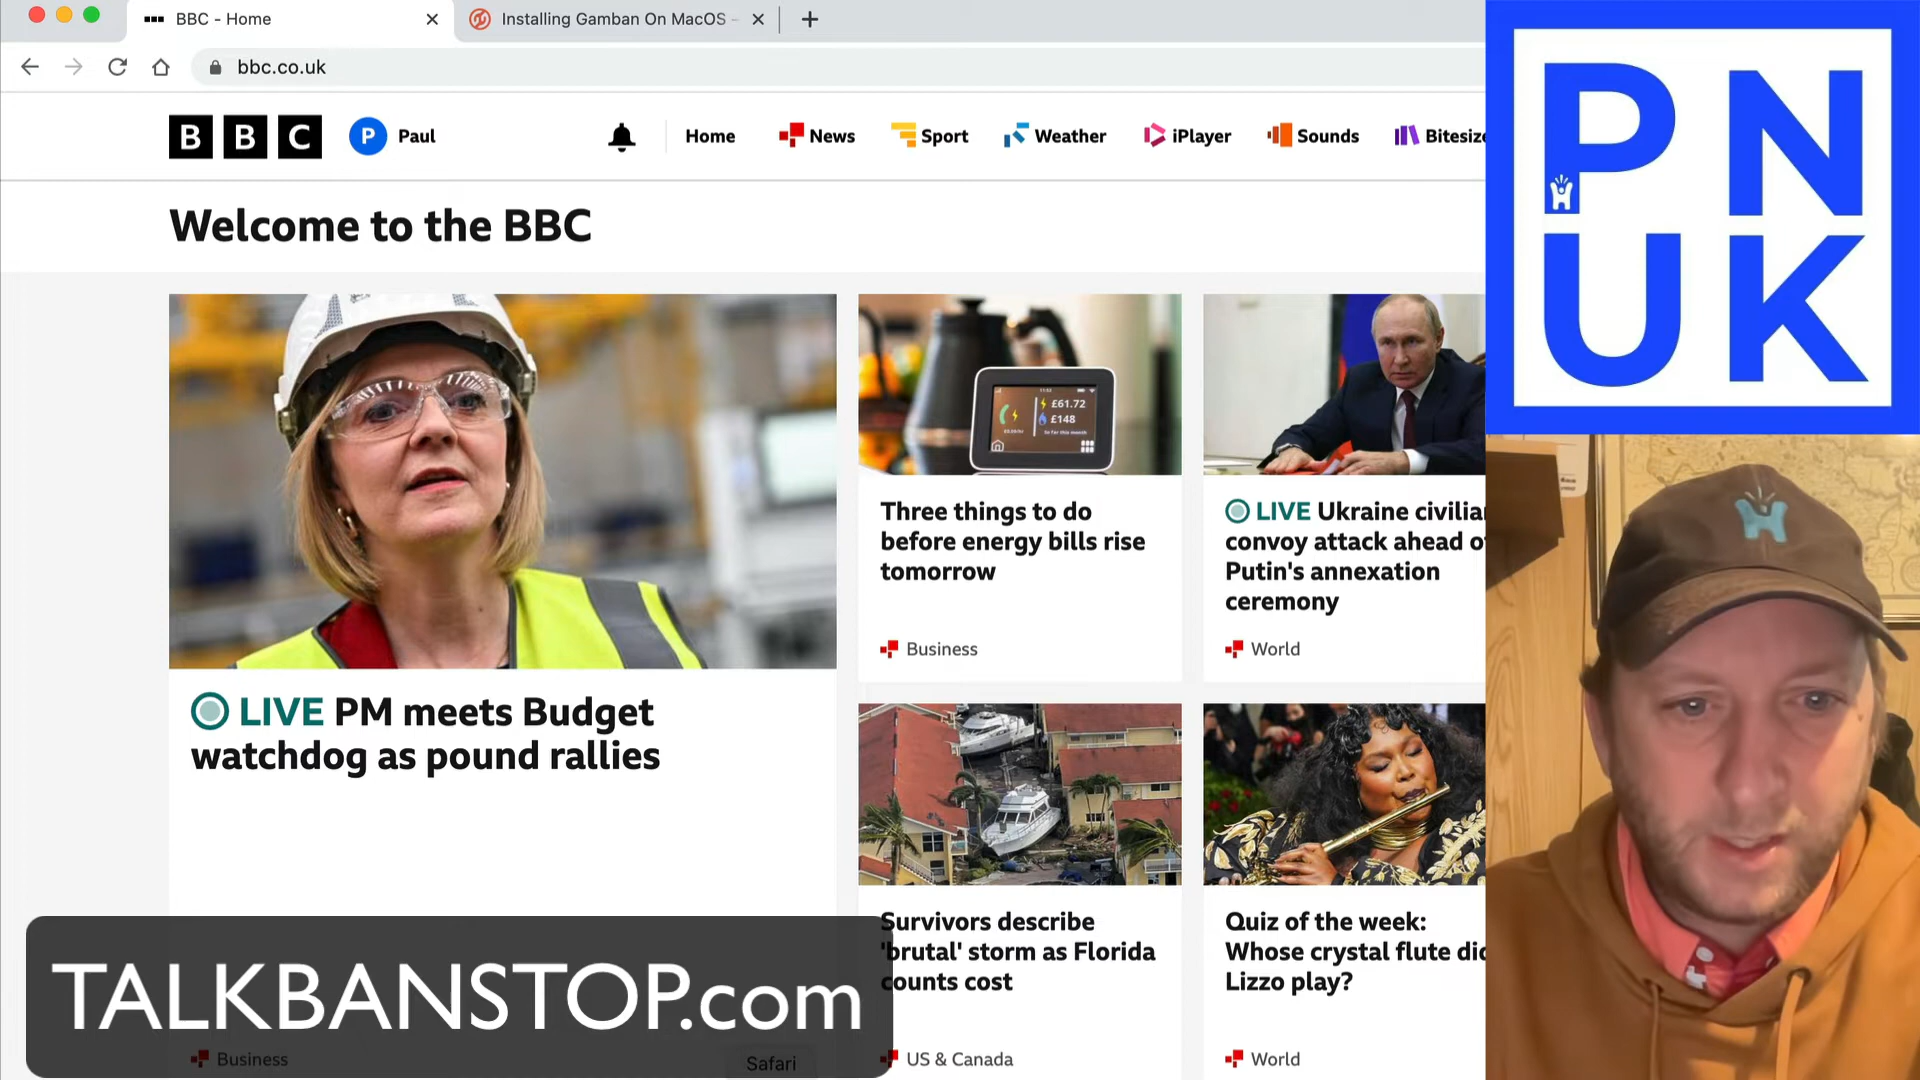 BBC - Home
Installing Gamban On MacOS -
bbc.co.uk
BBC
P Paul
Home
News
Sport
Weather
iPlayer
Sounds
Bitesize
Welcome to the BBC
£61.72
£148
LIVE PM meets Budget
watchdog as pound rallies
Business
Three things to do
before energy bills rise
tomorrow
Business
LIVE Ukraine civilia
convoy attack ahead o
Putin's annexation
ceremony
World
Survivors describe
'brutal' storm as Florida
counts cost
US & Canada
Quiz of the week:
Whose crystal flute did
Lizzo play?
World
TALKBANSTOP.com
Safari
PN
UK